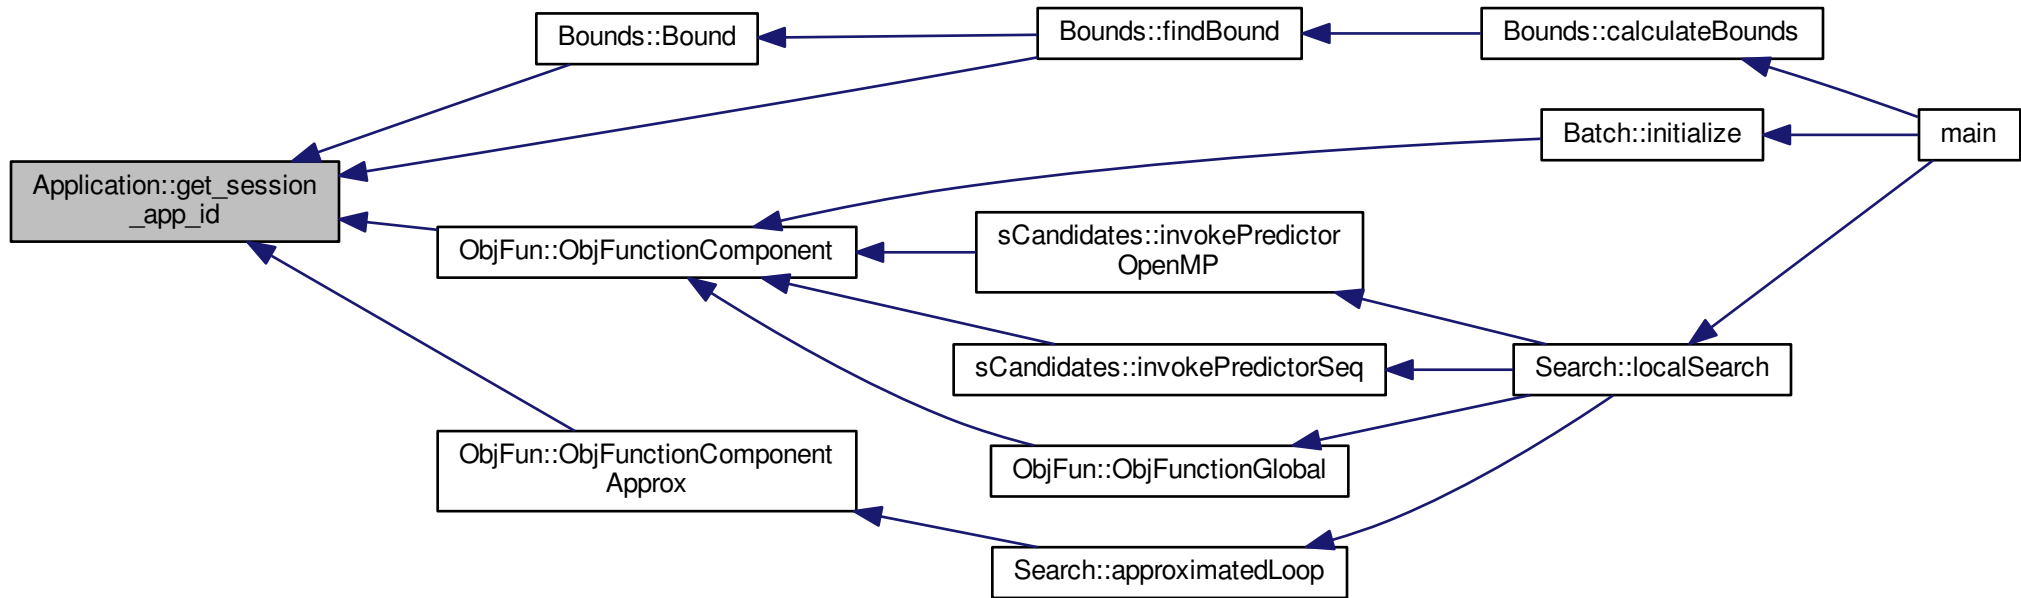 Bounds::Bound
Bounds::findBound
Bounds::calculateBounds
Batch::initialize
main
Application::get_session
_app_id
ObjFun::ObjFunctionComponent
sCandidates::invokePredictor
OpenMP
sCandidates::invokePredictorSeq
Search::localSearch
ObjFun::ObjFunctionComponent
Approx
ObjFun::ObjFunctionGlobal
Search::approximatedLoop